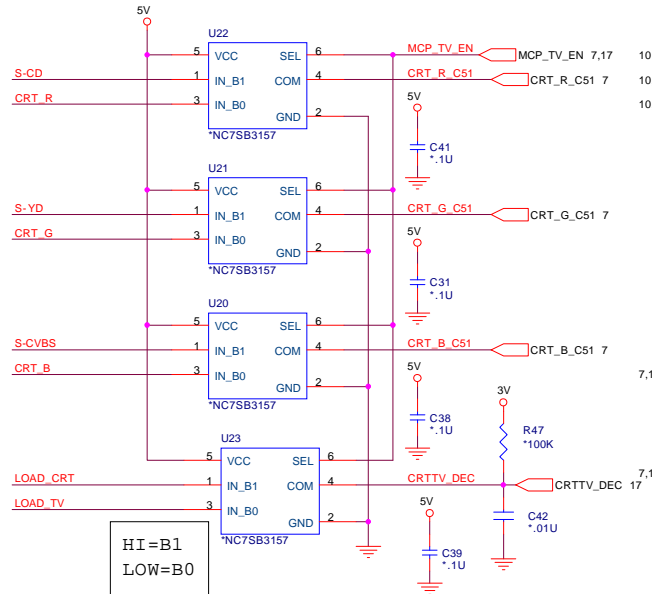 5V
U22
5 VCC SEL 6 MCP_TV_EN MCP_TV_EN 7,17 10
S-CD 1 IN_B1 COM 4 CRT_R_C51 CRT_R_C51 7 10
CRT_R 3 IN_B0 5V 10
GND 2
*NC7SB3157
C41
*.1U
U21
5 VCC SEL 6
S-YD 1 IN_B1 COM 4 CRT_G_C51 CRT_G_C51 7
CRT_G 3 IN_B0 5V
GND 2
*NC7SB3157
C31
*.1U
U20
5 VCC SEL 6
S-CVBS 1 IN_B1 COM 4 CRT_B_C51 CRT_B_C51 7
CRT_B 3 IN_B0 5V 3V 7,1
GND 2
*NC7SB3157
C38
*.1U
R47
*100K
U23
5 VCC SEL 6
LOAD_CRT 1 IN_B1 COM 4 CRTTV_DEC CRTTV_DEC 17 7,1
LOAD_TV 3 IN_B0 5V
GND 2
*NC7SB3157
C42
*.01U
C39
*.1U
HI=B1
LOW=B0